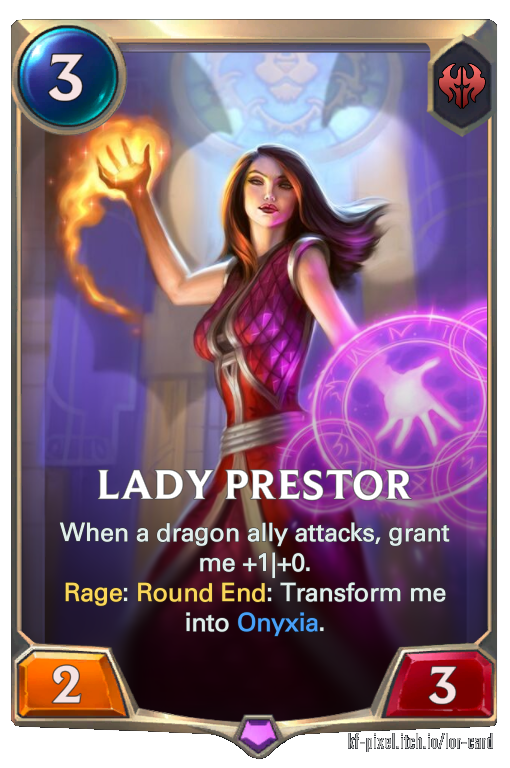 3
LADY PRESTOR
When a dragon ally attacks, grant
me +1|+0.
Rage: Round End: Transform me
into Onyxia.
2
3
kf-pixel.itch.io/lor-card